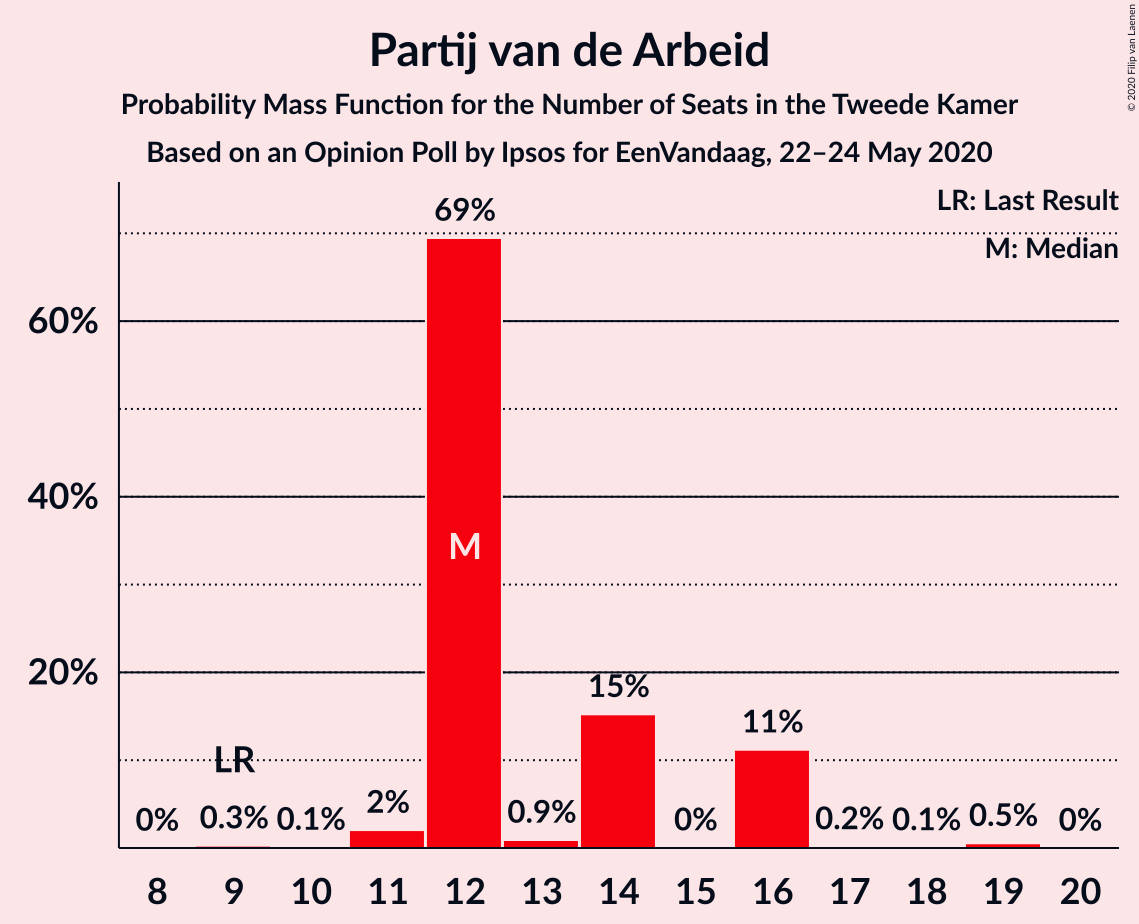 Partij van de Arbeid
Probability Mass Function for the Number of Seats in the Tweede Kamer
Based on an Opinion Poll by Ipsos for EenVandaag, 22–24 May 2020
© 2020 Filip van Laenen
LR: Last Result
M: Median
69%
60%
40%
M
20%
15%
11%
LR
0% 0.3% 0.1% 2% 0.9% 0% 0.2% 0.1% 0.5% 0%
8 9 10 11 12 13 14 15 16 17 18 19 20